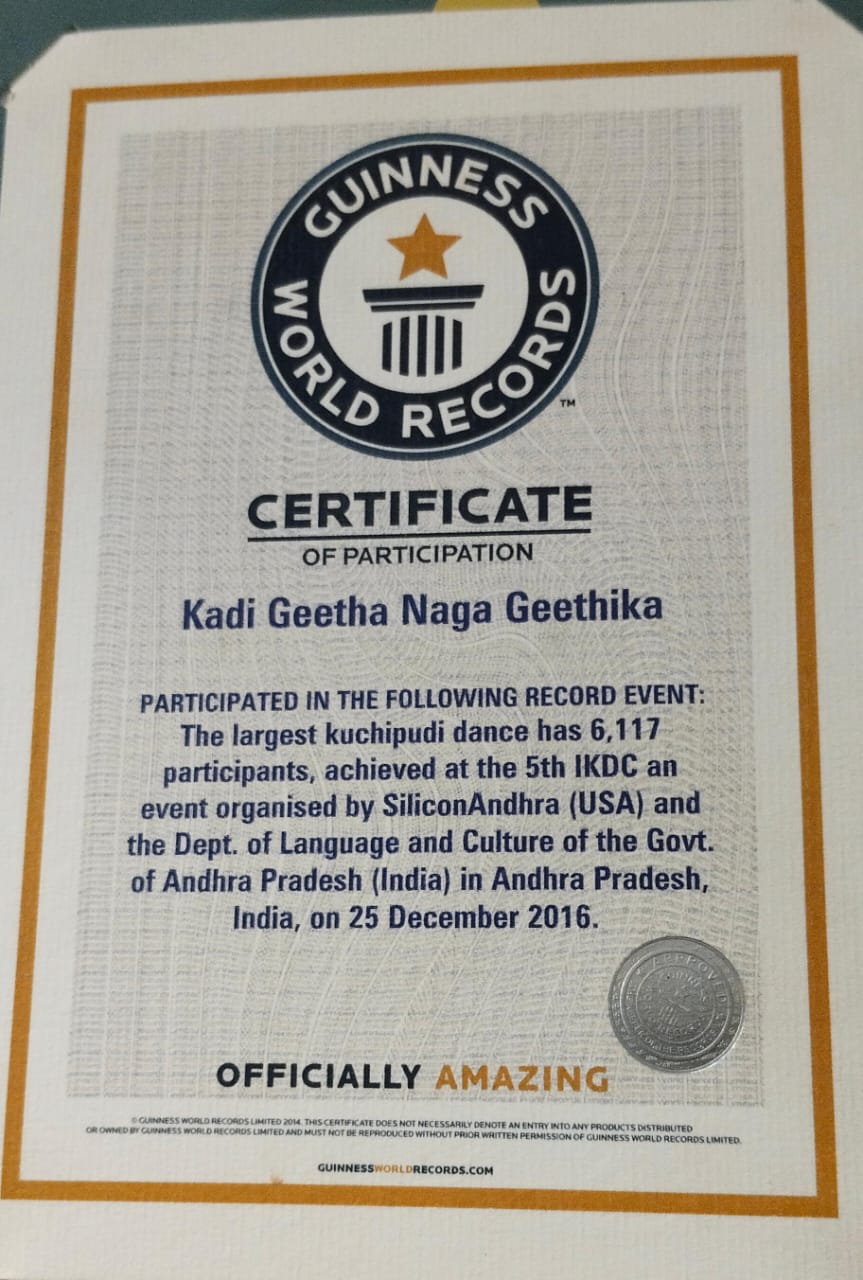 GUINNESS
WORLD RECORDS
TM
CERTIFICATE
OF PARTICIPATION
Kadi Geetha Naga Geethika
PARTICIPATED IN THE FOLLOWING RECORD EVENT:
The largest kuchipudi dance has 6,117
participants, achieved at the 5th IKDC an
event organised by SiliconAndhra (USA) and
the Dept. of Language and Culture of the Govt.
of Andhra Pradesh (India) in Andhra Pradesh,
India, on 25 December 2016.
APPROVED
OFFICIALLY AMAZING
© GUINNESS WORLD RECORDS LIMITED 2014. THIS CERTIFICATE DOES NOT NECESSARILY DENOTE AN ENTRY INTO ANY PRODUCTS DISTRIBUTED
OR OWNED BY GUINNESS WORLD RECORDS LIMITED AND MUST NOT BE REPRODUCED WITHOUT PRIOR WRITTEN PERMISSION OF GUINNESS WORLD RECORDS LIMITED.
GUINNESSWORLDRECORDS.COM